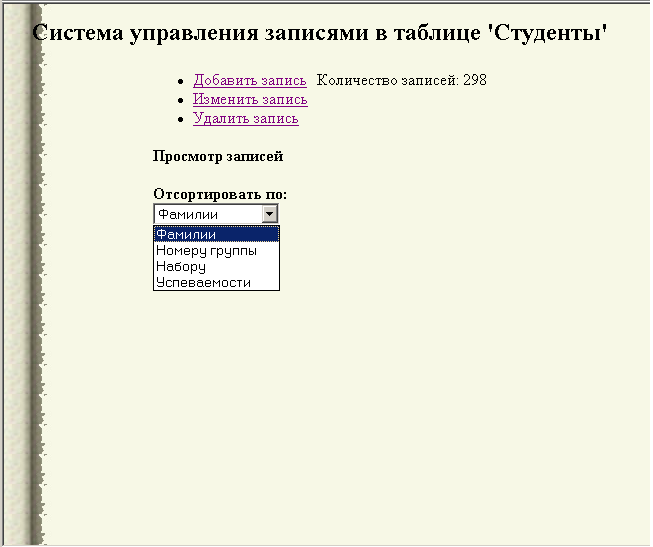 Система управления записями в таблице 'Студенты'
Добавить запись Количество записей: 298
Изменить запись
Удалить запись
Просмотр записей
Отсортировать по:
Фамилии
Фамилии
Номеру группы
Набору
Успеваемости